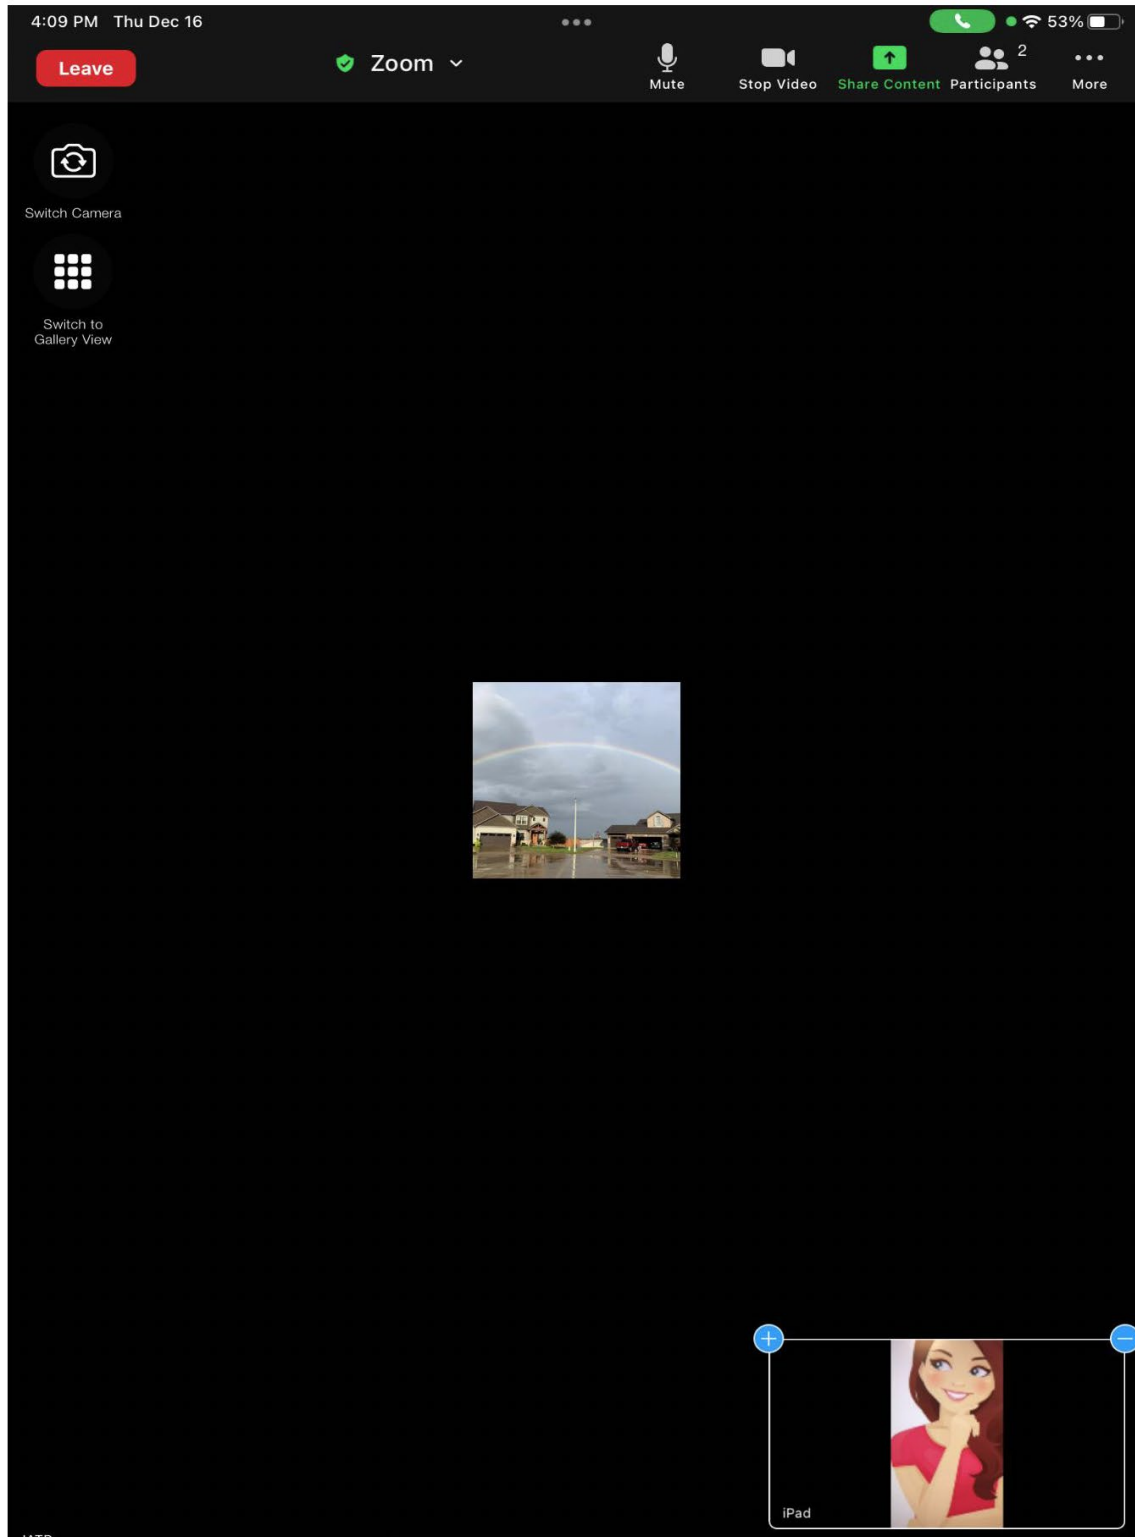 4:09 PM Thu Dec 16
53%
Leave
Zoom
Mute
Stop Video
Share Content
Participants
2
More
Switch Camera
Switch to
Gallery View
iPad